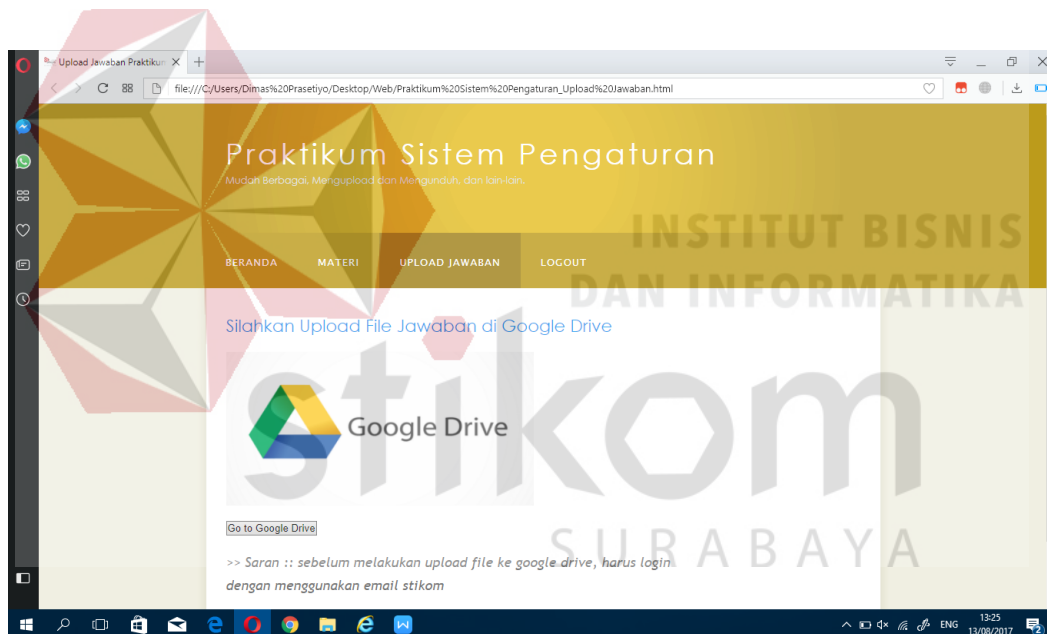 Upload Jawaban Praktikum
file:///C:/Users/Dimas%20Prasetiyo/Desktop/Web/Praktikum%20Sistem%20Pengaturan_Upload%20Jawaban.html
Praktikum Sistem Pengaturan
Mudah Berbagai, Mengupload dan Mengunduh, dan lain-lain.
INSTITUT BISNIS
BERANDA MATERI UPLOAD JAWABAN LOGOUT
DAN INFORMATIKA
Silahkan Upload File Jawaban di Google Drive
stikom
Google Drive
Go to Google Drive
SURABAYA
>> Saran :: sebelum melakukan upload file ke google drive, harus login
dengan menggunakan email stikom
ENG
13:25
13/08/2017
2